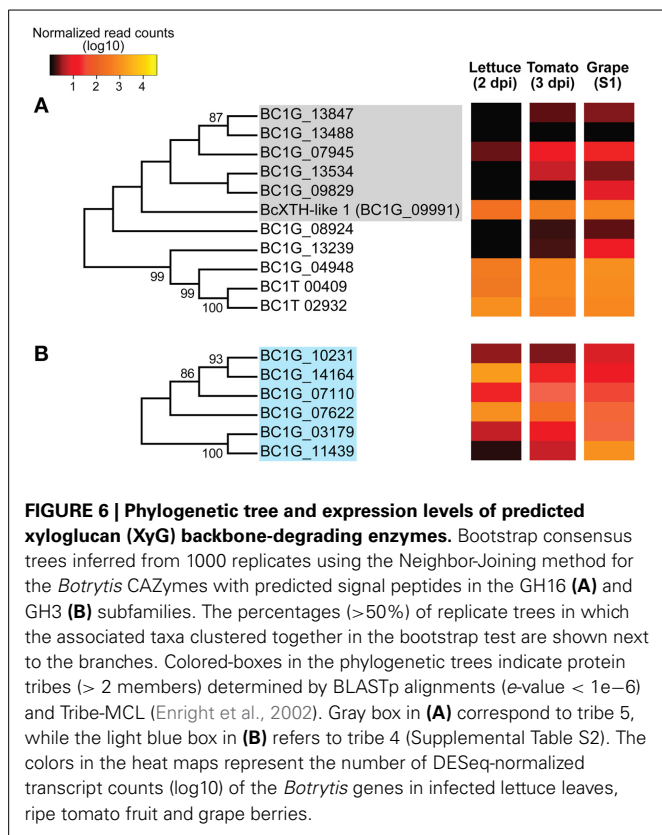 Normalized read counts
(log10)
1 2 3 4
Lettuce Tomato Grape
(2 dpi) (3 dpi) (S1)
A
87 BC1G_13847
BC1G_13488
BC1G_07945
BC1G_13534
BC1G_09829
BcXTH-like 1 (BC1G_09991)
BC1G_08924
BC1G_13239
99
BC1G_04948
99
BC1T 00409
100
BC1T 02932
B
93 BC1G_10231
86 BC1G_14164
BC1G_07110
BC1G_07622
BC1G_03179
100 BC1G_11439
FIGURE 6 | Phylogenetic tree and expression levels of predicted
xyloglucan (XyG) backbone-degrading enzymes. Bootstrap consensus
trees inferred from 1000 replicates using the Neighbor-Joining method for
the Botrytis CAZymes with predicted signal peptides in the GH16 (A) and
GH3 (B) subfamilies. The percentages (>50%) of replicate trees in which
the associated taxa clustered together in the bootstrap test are shown next
to the branches. Colored-boxes in the phylogenetic trees indicate protein
tribes (> 2 members) determined by BLASTp alignments (e-value < 1e−6)
and Tribe-MCL (Enright et al., 2002). Gray box in (A) correspond to tribe 5,
while the light blue box in (B) refers to tribe 4 (Supplemental Table S2). The
colors in the heat maps represent the number of DESeq-normalized
transcript counts (log10) of the Botrytis genes in infected lettuce leaves,
ripe tomato fruit and grape berries.